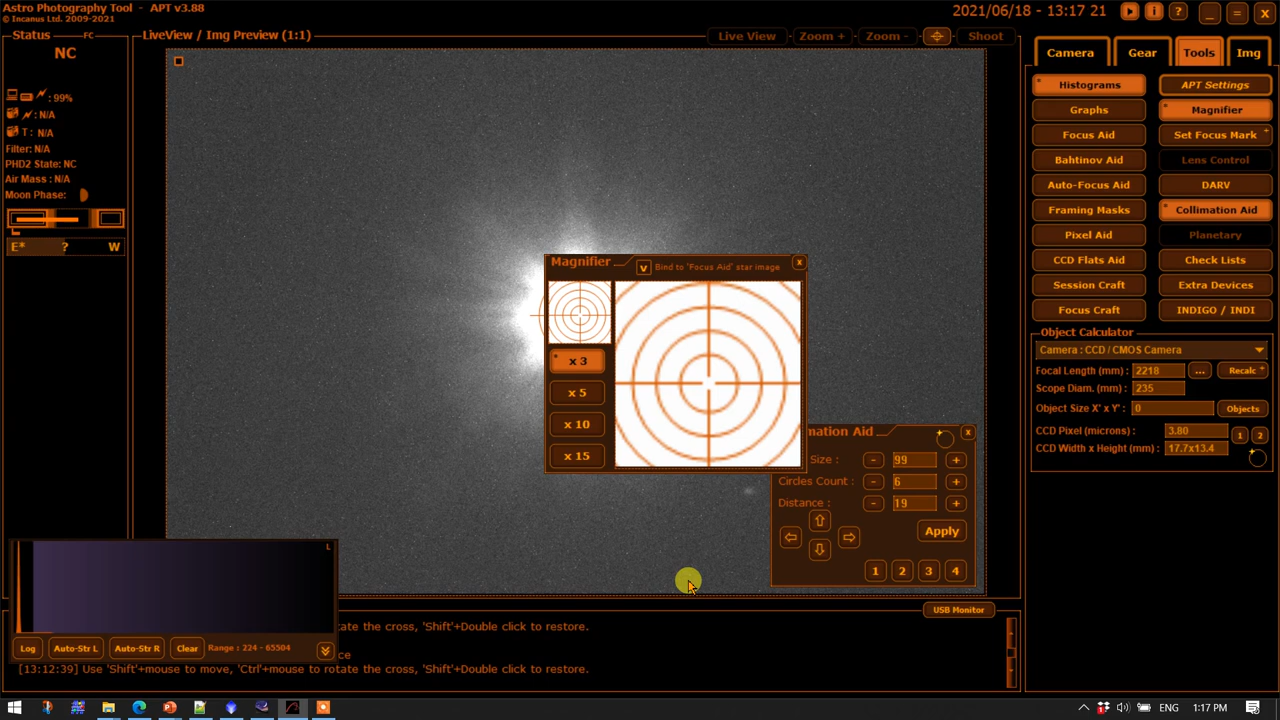 Astro Photography Tool - APT v3.88
© Incanus Ltd. 2009-2021
2021/06/18 - 13:17 21
i
?
_
=
X
Status
FC
NC
: 99%
: N/A
T : N/A
Filter: N/A
PHD2 State: NC
Air Mass : N/A
Moon Phase:
E* ? W
LiveView / Img Preview (1:1)
Live View
Zoom +
Zoom -
Shoot
Magnifier
v Bind to 'Focus Aid' star image
x
x 3
x 5
x 10
x 15
mation Aid
x
Size : - 99 +
Circles Count : - 6 +
Distance : - 19 +
Apply
1 2 3 4
L
Log
Auto-Str L
Auto-Str R
Clear
Range : 224 - 65504
USB Monitor
ate the cross, 'Shift'+Double click to restore.
ce
[13:12:39] Use 'Shift'+mouse to move, 'Ctrl'+mouse to rotate the cross, 'Shift'+Double click to restore.
Camera
Gear
Tools
Img
Histograms
APT Settings
Graphs
Magnifier
Focus Aid
Set Focus Mark +
Bahtinov Aid
Lens Control
Auto-Focus Aid
DARV
Framing Masks
Collimation Aid
Pixel Aid
Planetary
CCD Flats Aid
Check Lists
Session Craft
Extra Devices
Focus Craft
INDIGO / INDI
Object Calculator
Camera : CCD / CMOS Camera
Focal Length (mm) : 2218 ... Recalc
Scope Diam. (mm) : 235
Object Size X' x Y' : 0 Objects
CCD Pixel (microns) : 3.80 1 2
CCD Width x Height (mm) : 17.7x13.4
ENG
1:17 PM